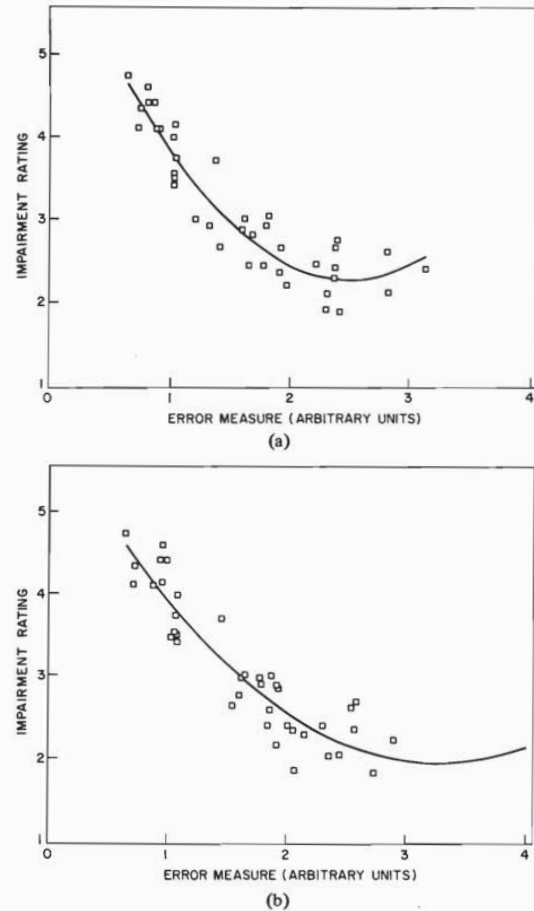 5
4
3
2
1
IMPAIRMENT RATING
0 1 2 3 4
ERROR MEASURE (ARBITRARY UNITS)
(a)
5
4
3
2
1
IMPAIRMENT RATING
0 1 2 3 4
ERROR MEASURE (ARBITRARY UNITS)
(b)